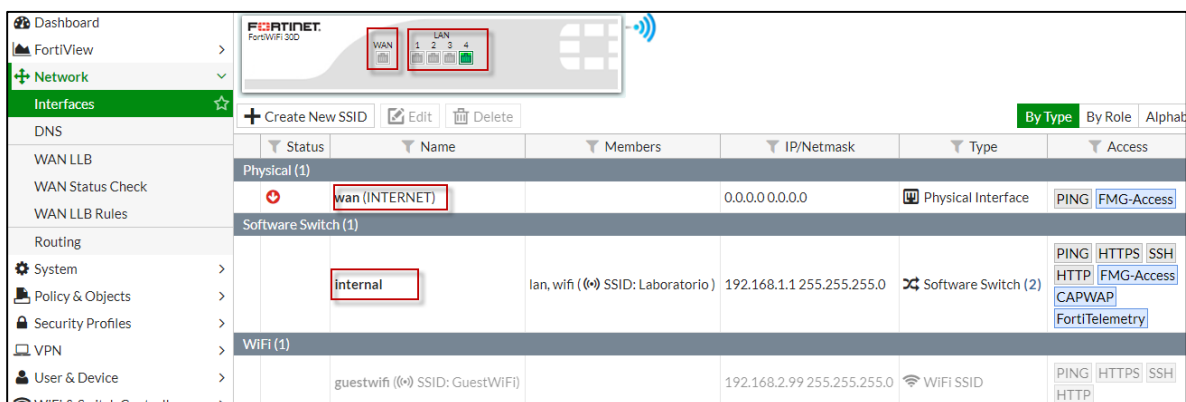 Dashboard
FortiView
Network
Interfaces
DNS
WAN LLB
WAN Status Check
WAN LLB Rules
Routing
System
Policy & Objects
Security Profiles
VPN
User & Device
WiFi & Switch Controller
FORTINET
FortiWiFi 30D
WAN
LAN
1 2 3 4
Create New SSID Edit Delete
By Type By Role Alphab
Status Name Members IP/Netmask Type Access
Physical (1)
wan (INTERNET) 0.0.0.0 0.0.0.0 Physical Interface PING FMG-Access
Software Switch (1)
internal lan, wifi (SSID: Laboratorio) 192.168.1.1 255.255.255.0 Software Switch (2) PING HTTPS SSH
HTTP FMG-Access
CAPWAP
FortiTelemetry
WiFi (1)
guestwifi (SSID: GuestWiFi) 192.168.2.99 255.255.255.0 WiFi SSID PING HTTPS SSH
HTTP